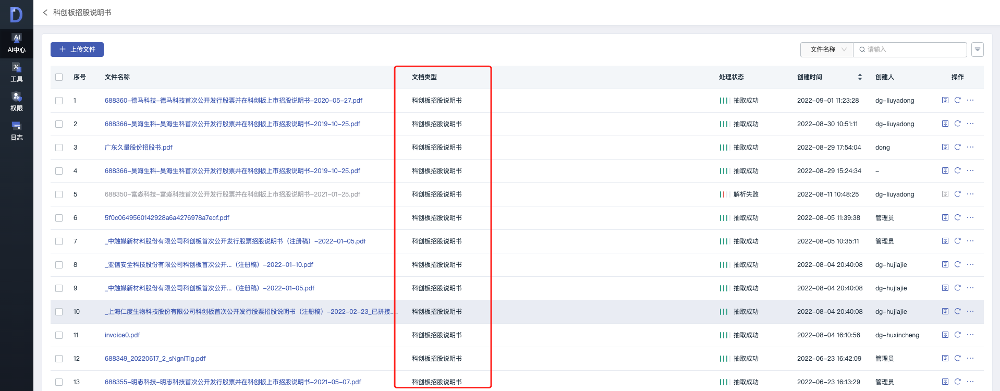 科创板招股说明书
AI
AI中心
工具
权限
日志
上传文件
文件名称 请输入
序号 文件名称 文档类型 处理状态 创建时间 创建人 操作
1 688360-德马科技-德马科技首次公开发行股票并在科创板上市招股说明书-2020-05-27.pdf 科创板招股说明书 抽取成功 2022-09-01 11:23:28 dg-liuyadong ...
2 688366-昊海生科-昊海生科首次公开发行股票并在科创板上市招股说明书-2019-10-25.pdf 科创板招股说明书 抽取成功 2022-08-30 10:51:11 dg-liuyadong ...
3 广东久量股份招股书.pdf 科创板招股说明书 抽取成功 2022-08-29 17:54:04 dong ...
4 688366-昊海生科-昊海生科首次公开发行股票并在科创板上市招股说明书-2019-10-25.pdf 科创板招股说明书 抽取成功 2022-08-29 15:24:34 - ...
5 688350-富淼科技-富淼科技首次公开发行股票并在科创板上市招股说明书-2021-01-25.pdf 科创板招股说明书 解析失败 2022-08-11 10:48:25 dg-liuyadong ...
6 5f0c0649560142928a6a4276978a7ecf.pdf 科创板招股说明书 抽取成功 2022-08-05 11:39:38 管理员 ...
7 _中触媒新材料股份有限公司科创板首次公开发行股票招股说明书（注册稿）-2022-01-05.pdf 科创板招股说明书 抽取成功 2022-08-05 10:35:11 管理员 ...
8 _亚信安全科技股份有限公司科创板首次公开...（注册稿）-2022-01-10.pdf 科创板招股说明书 抽取成功 2022-08-04 20:40:08 dg-hujiajie ...
9 _中触媒新材料股份有限公司科创板首次公开...（注册稿）-2022-01-05.pdf 科创板招股说明书 抽取成功 2022-08-04 20:40:08 dg-hujiajie ...
10 _上海仁度生物科技股份有限公司科创板首次公开发行股票招股说明书（注册稿）-2022-02-23_已拼接.... 科创板招股说明书 抽取成功 2022-08-04 20:40:08 dg-hujiajie ...
11 invoice0.pdf 科创板招股说明书 抽取成功 2022-08-04 16:10:56 dg-huxincheng ...
12 688349_20220617_2_sNgnlTig.pdf 科创板招股说明书 抽取成功 2022-06-23 16:42:09 管理员 ...
13 688355-明志科技-明志科技首次公开发行股票并在科创板上市招股说明书-2021-05-07.pdf 科创板招股说明书 抽取成功 2022-06-23 16:13:29 管理员 ...